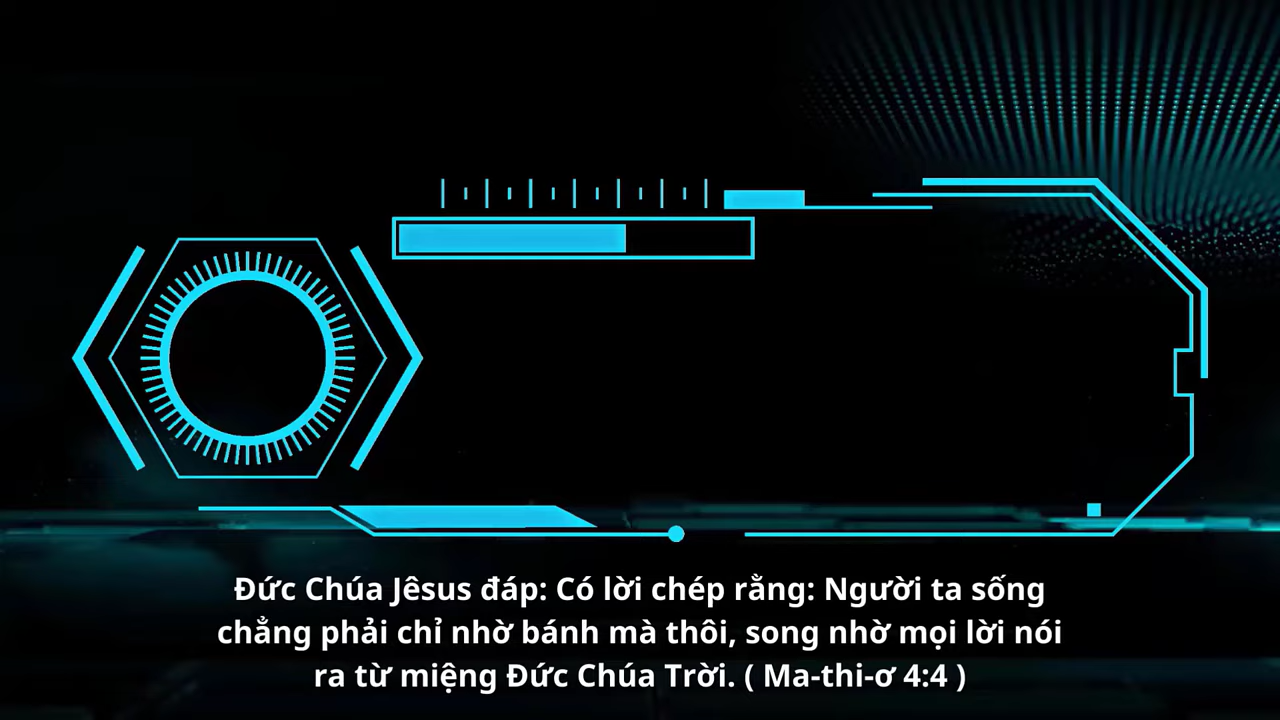 Đức Chúa Jêsus đáp: Có lời chép rằng: Người ta sống
chẳng phải chỉ nhờ bánh mà thôi, song nhờ mọi lời nói
ra từ miệng Đức Chúa Trời. ( Ma-thi-ơ 4:4 )